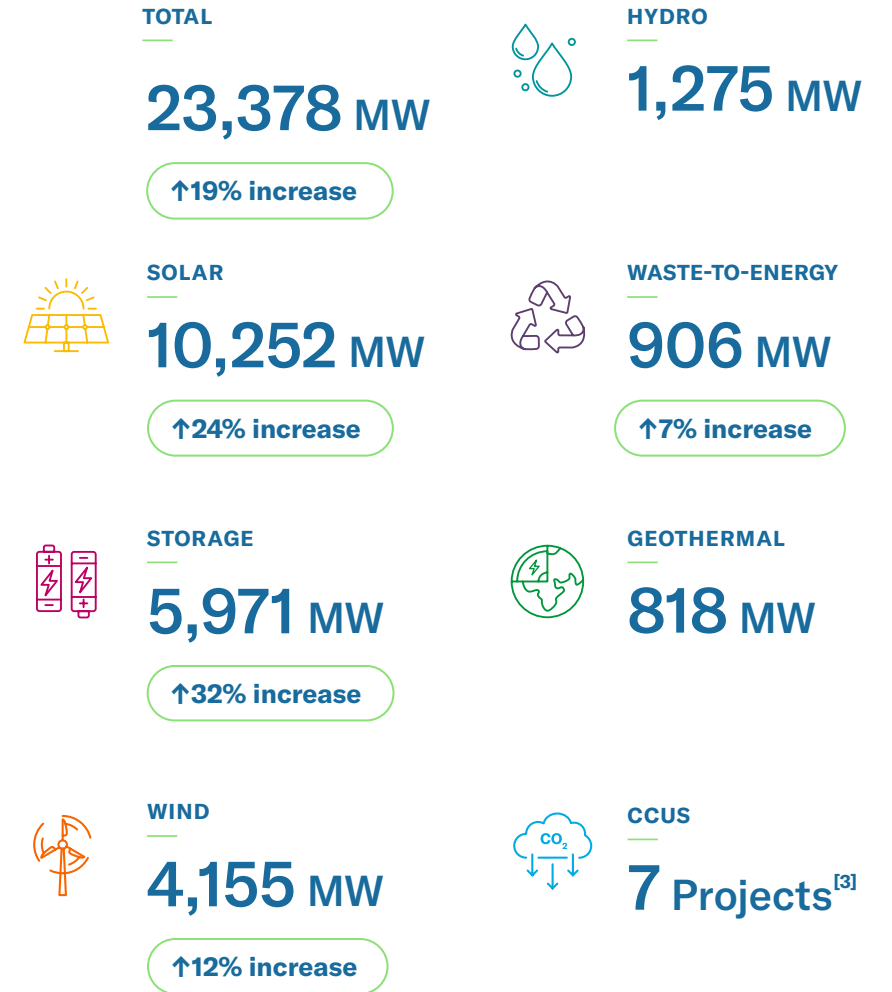 TOTAL
23,378 MW
↑19% increase
HYDRO
1,275 MW
SOLAR
10,252 MW
↑24% increase
WASTE-TO-ENERGY
906 MW
↑7% increase
STORAGE
5,971 MW
↑32% increase
GEOTHERMAL
818 MW
WIND
4,155 MW
↑12% increase
CO2
CCUS
7 Projects[3]